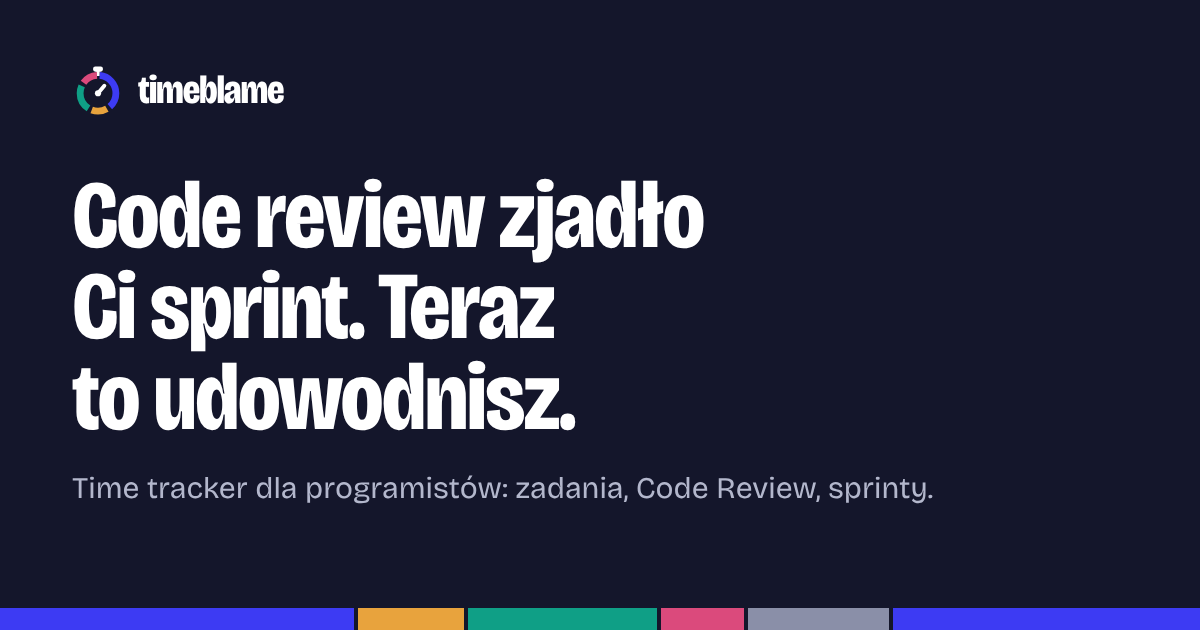 timeblame
Code review zjadło
Ci sprint. Teraz
to udowodnisz.
Time tracker dla programistów: zadania, Code Review, sprinty.